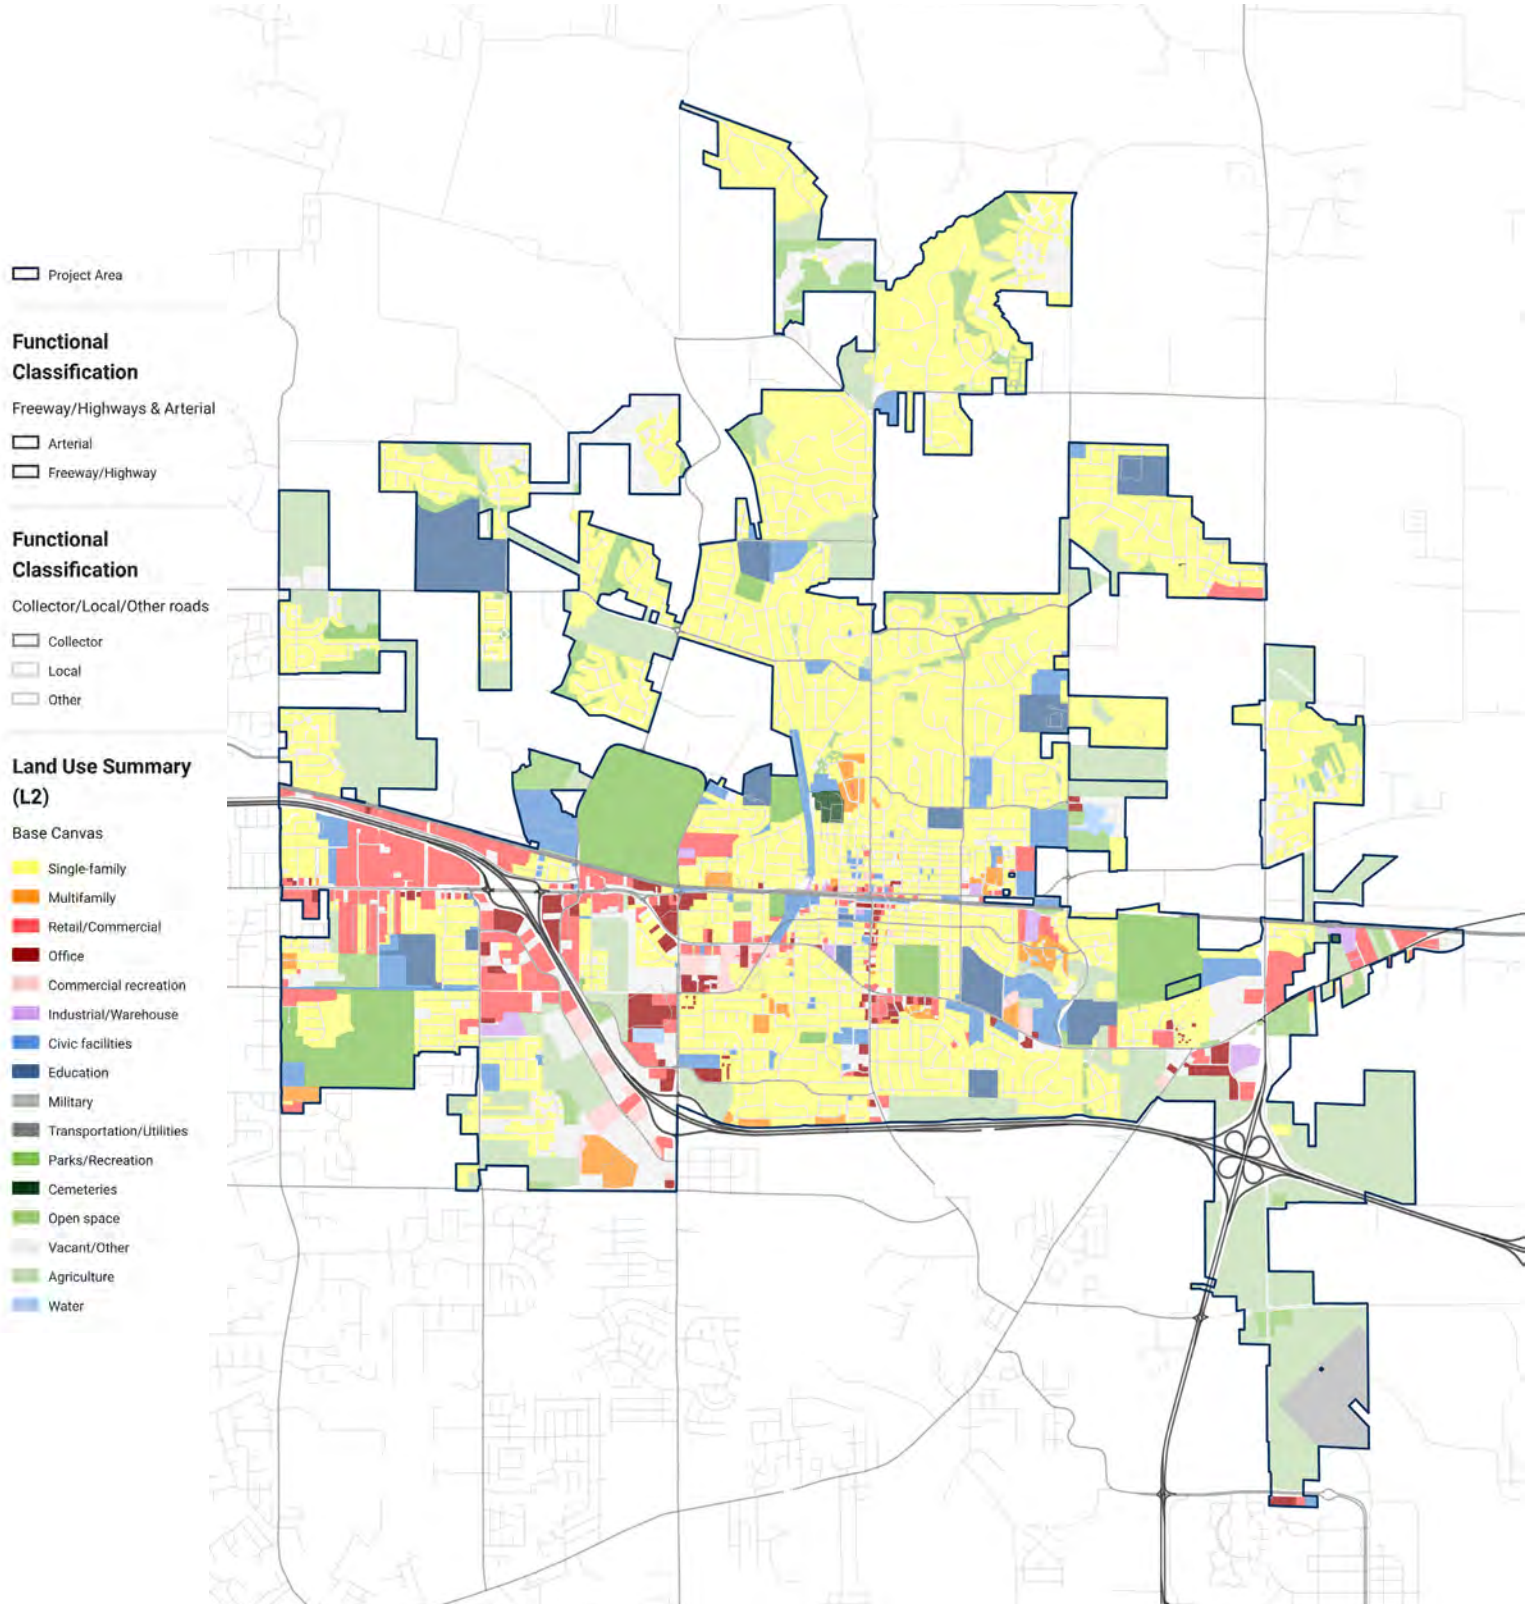 Project Area
Functional
Classification
Freeway/Highways & Arterial
Arterial
Freeway/Highway
Functional
Classification
Collector/Local/Other roads
Collector
Local
Other
Land Use Summary
(L2)
Base Canvas
Single-family
Multifamily
Retail/Commercial
Office
Commercial recreation
Industrial/Warehouse
Civic facilities
Education
Military
Transportation/Utilities
Parks/Recreation
Cemeteries
Open space
Vacant/Other
Agriculture
Water